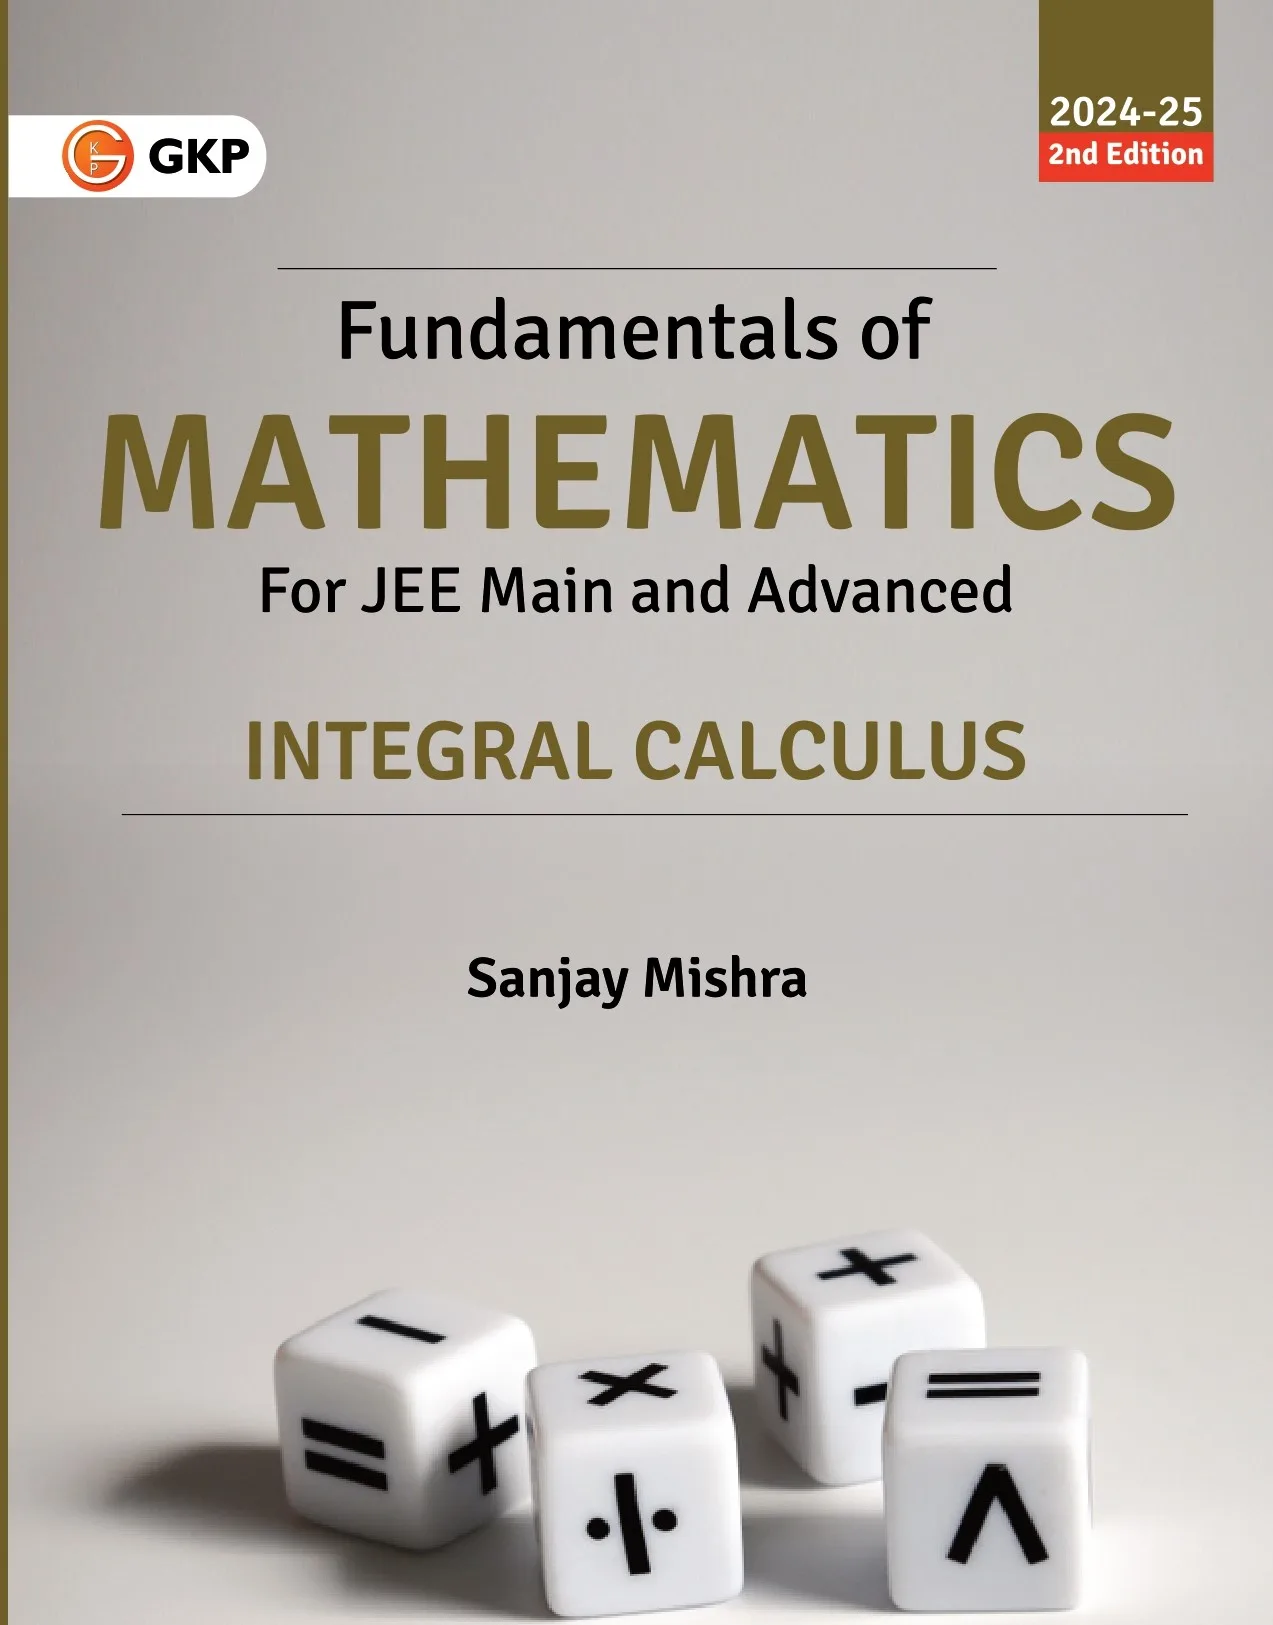 2024-25
2nd Edition
GKP
Fundamentals of
MATHEMATICS
For JEE Main and Advanced
INTEGRAL CALCULUS
Sanjay Mishra